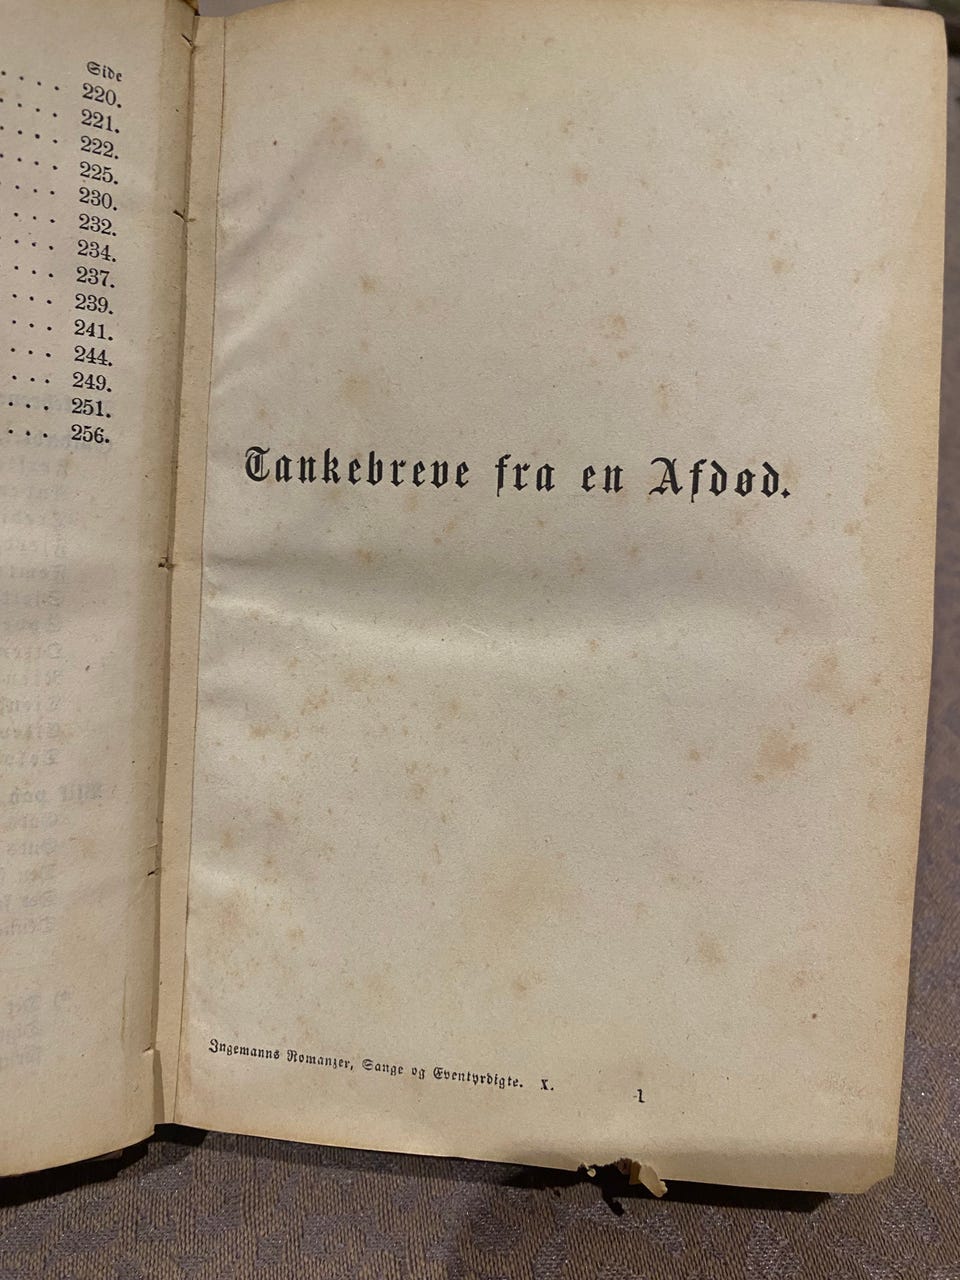 Side
. . . . 220.
. . . . 221.
. . . . 222.
. . . . 225.
. . . . 230.
. . . 232.
. . . . 234.
. . . 237.
. . . 239.
. . . 241.
. . . 244.
. . . 249.
. . . . 251.
. . . 256.
Tankebreve fra en Afdød.
Ingemanns Romanzer, Sange og Eventyrdigte. X. 1